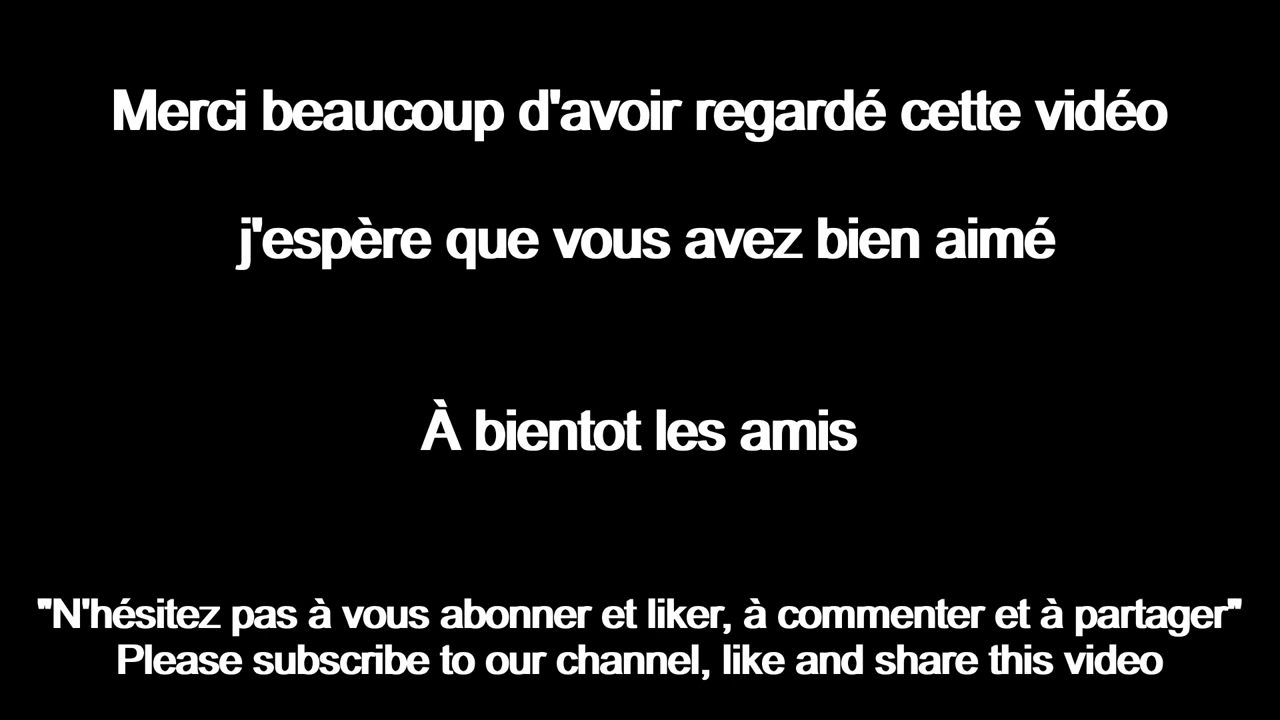 Merci beaucoup d'avoir regardé cette vidéo
j'espère que vous avez bien aimé
À bientot les amis
"N'hésitez pas à vous abonner et liker, à commenter et à partager"
Please subscribe to our channel, like and share this video